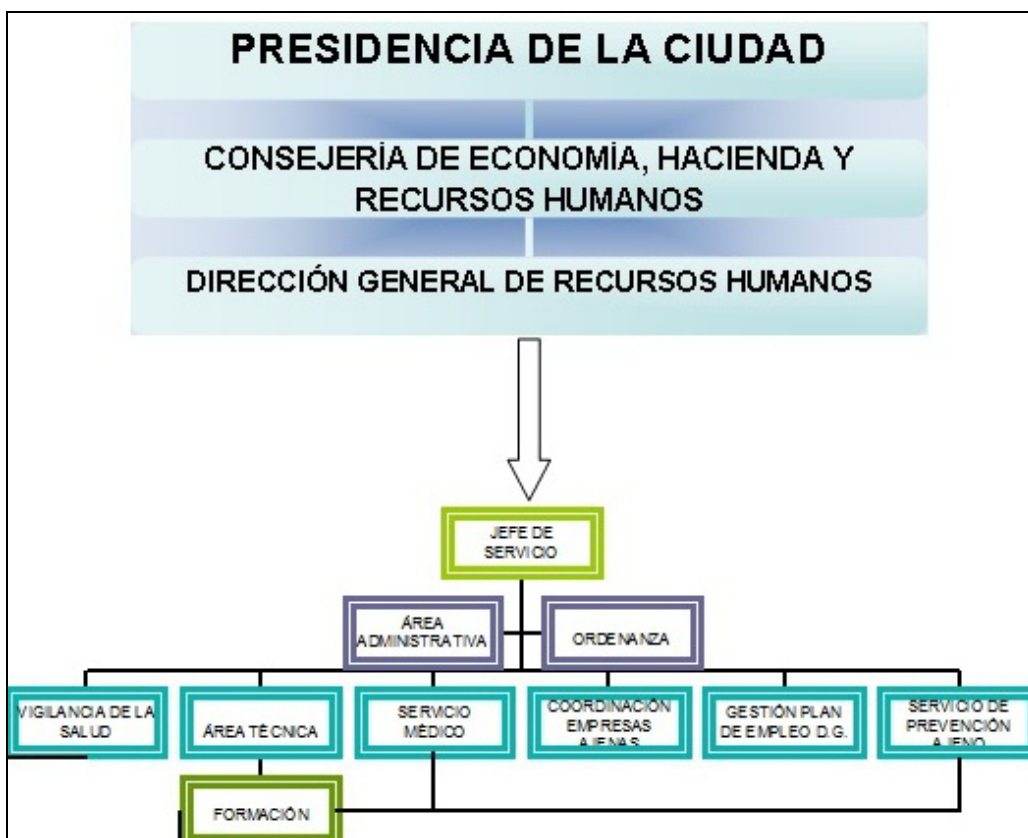 PRESIDENCIA DE LA CIUDAD
CONSEJERÍA DE ECONOMÍA, HACIENDA Y
RECURSOS HUMANOS
DIRECCIÓN GENERAL DE RECURSOS HUMANOS
JEFE DE
SERVICIO
ÁREA
ADMINISTRATIVA
ORDENANZA
VIGILANCIA DE LA
SALUD
ÁREA TÉCNICA
SERVICIO
MÉDICO
COORDINACIÓN
EMPRESAS
AJENAS
GESTIÓN PLAN
DE EMPLEO D.G.
SERVICIO DE
PREVENCIÓN
AJENO
FORMACIÓN